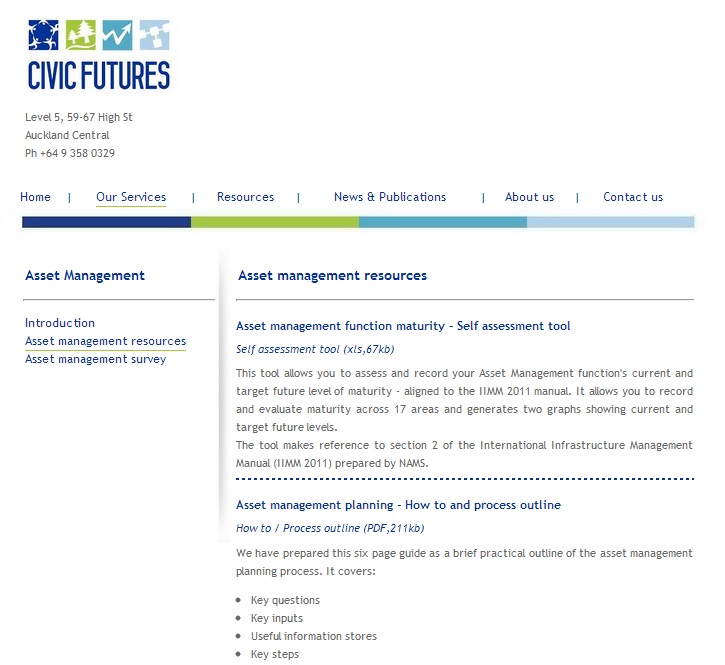 CIVIC FUTURES
Level 5, 59-67 High St
Auckland Central
Ph +64 9 358 0329
Home | Our Services | Resources | News & Publications | About us | Contact us
Asset Management
Introduction
Asset management resources
Asset management survey
Asset management resources
Asset management function maturity - Self assessment tool
Self assessment tool (xls,67kb)
This tool allows you to assess and record your Asset Management function's current and
target future level of maturity - aligned to the IIMM 2011 manual. It allows you to record
and evaluate maturity across 17 areas and generates two graphs showing current and
target future levels.
The tool makes reference to section 2 of the International Infrastructure Management
Manual (IIMM 2011) prepared by NAMS.
Asset management planning - How to and process outline
How to / Process outline (PDF,211kb)
We have prepared this six page guide as a brief practical outline of the asset management
planning process. It covers:
• Key questions
• Key inputs
• Useful information stores
• Key steps